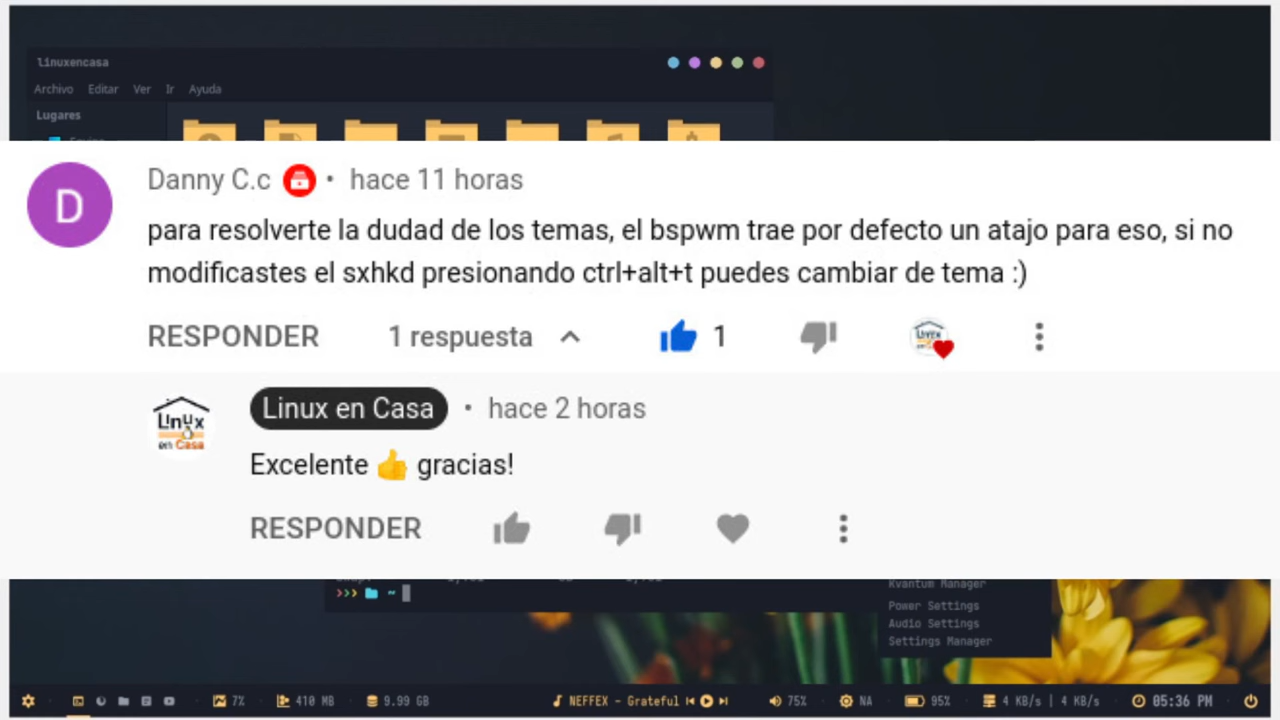 linuxencasa
Archivo Editar Ver Ir Ayuda
Lugares
D
Danny C.c • hace 11 horas
para resolverte la dudad de los temas, el bspwm trae por defecto un atajo para eso, si no
modificastes el sxhkd presionando ctrl+alt+t puedes cambiar de tema :)
RESPONDER 1 respuesta 1
Linux en Casa
Linux en Casa • hace 2 horas
Excelente 👍 gracias!
RESPONDER
>>> ~
Kvantum Manager
Power Settings
Audio Settings
Settings Manager
7% 410 MB 9.99 GB NEFFEX - Grateful 75% NA 95% 4 KB/s | 4 KB/s 05:36 PM